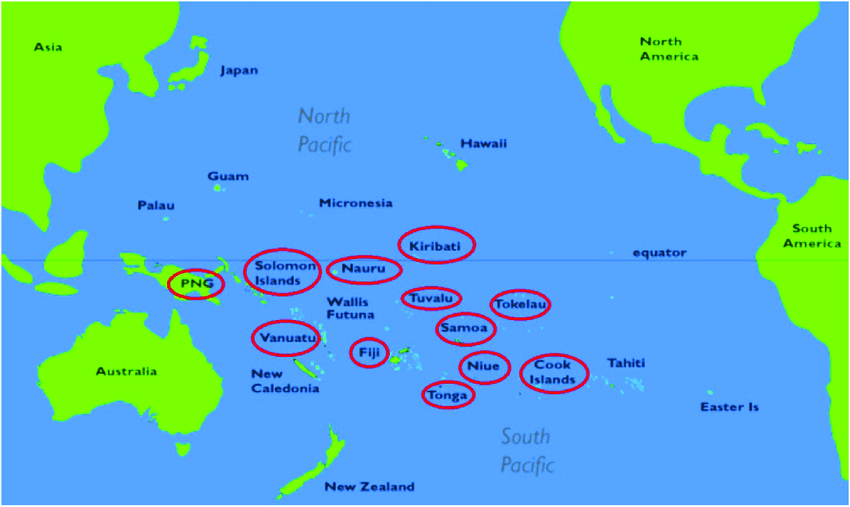 Asia
North
America
Japan
North
Pacific
Hawaii
Guam
Palau
Micronesia
South
America
Kiribati
equator
Solomon
Islands
Nauru
PNG
Wallis
Futuna
Tuvalu
Tokelau
Samoa
Vanuatu
Fiji
Niue
Cook
Islands
Tahiti
Australia
New
Caledonia
Tonga
Easter Is
South
Pacific
New Zealand